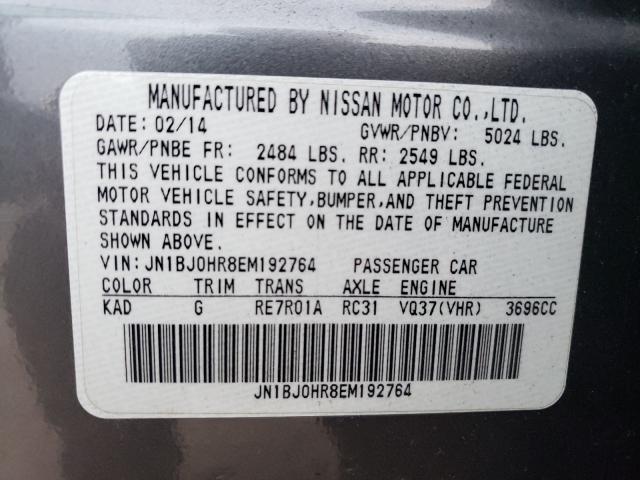 MANUFACTURED BY NISSAN MOTOR CO.,LTD.
DATE: 02/14 GVWR/PNBV: 5024 LBS.
GAWR/PNBE FR: 2484 LBS. RR: 2549 LBS.
THIS VEHICLE CONFORMS TO ALL APPLICABLE FEDERAL
MOTOR VEHICLE SAFETY,BUMPER,AND THEFT PREVENTION
STANDARDS IN EFFECT ON THE DATE OF MANUFACTURE
SHOWN ABOVE.
VIN: JN1BJ0HR8EM192764 PASSENGER CAR
COLOR TRIM TRANS AXLE ENGINE
KAD G RE7R01A RC31 VQ37(VHR) 3696CC
JN1BJ0HR8EM192764